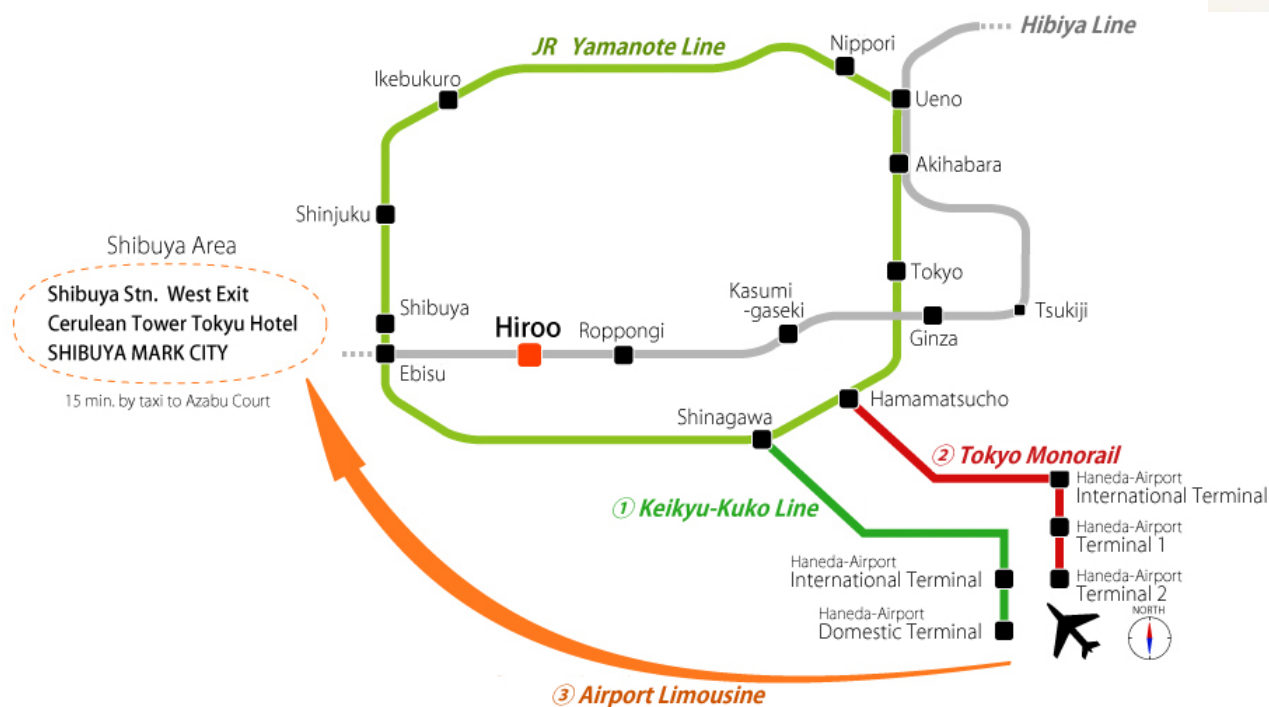 Hibiya Line
JR Yamanote Line
Nippori
Ikebukuro
Ueno
Akihabara
Shinjuku
Shibuya Area
Shibuya Stn. West Exit
Cerulean Tower Tokyu Hotel
SHIBUYA MARK CITY
15 min. by taxi to Azabu Court
Tokyo
Kasumi
-gaseki
Shibuya
Hiroo
Roppongi
Tsukiji
Ginza
Ebisu
Hamamatsucho
Shinagawa
② Tokyo Monorail
Haneda-Airport
International Terminal
① Keikyu-Kuko Line
Haneda-Airport
Terminal 1
Haneda-Airport
International Terminal
Haneda-Airport
Terminal 2
Haneda-Airport
Domestic Terminal
NORTH
③ Airport Limousine